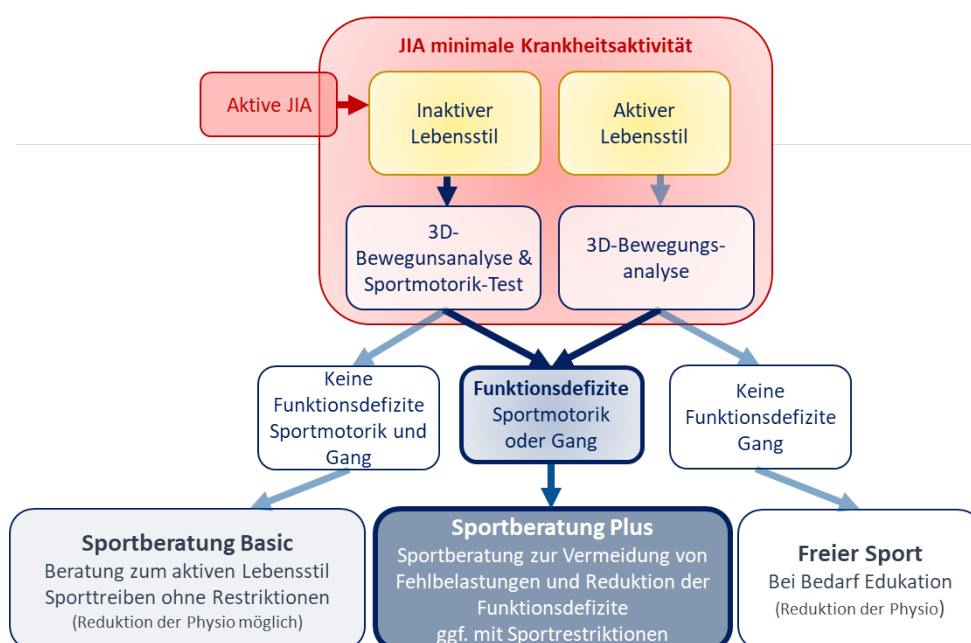 JIA minimale Krankheitsaktivität
Aktive JIA
Inaktiver
Lebensstil
Aktiver
Lebensstil
3D-
Bewegunsanalyse &
Sportmotorik-Test
3D-Bewegungs-
analyse
Keine
Funktionsdefizite
Sportmotorik und
Gang
Funktionsdefizite
Sportmotorik
oder Gang
Keine
Funktionsdefizite
Gang
Sportberatung Basic
Beratung zum aktiven Lebensstil
Sporttreiben ohne Restriktionen
(Reduktion der Physio möglich)
Sportberatung Plus
Sportberatung zur Vermeidung von
Fehlbelastungen und Reduktion der
Funktionsdefizite
ggf. mit Sportrestriktionen
Freier Sport
Bei Bedarf Edukation
(Reduktion der Physio)